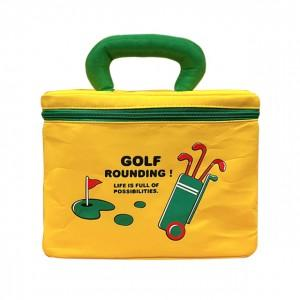 GOLF
ROUNDING !
LIFE IS FULL OF
POSSIBILITIES.